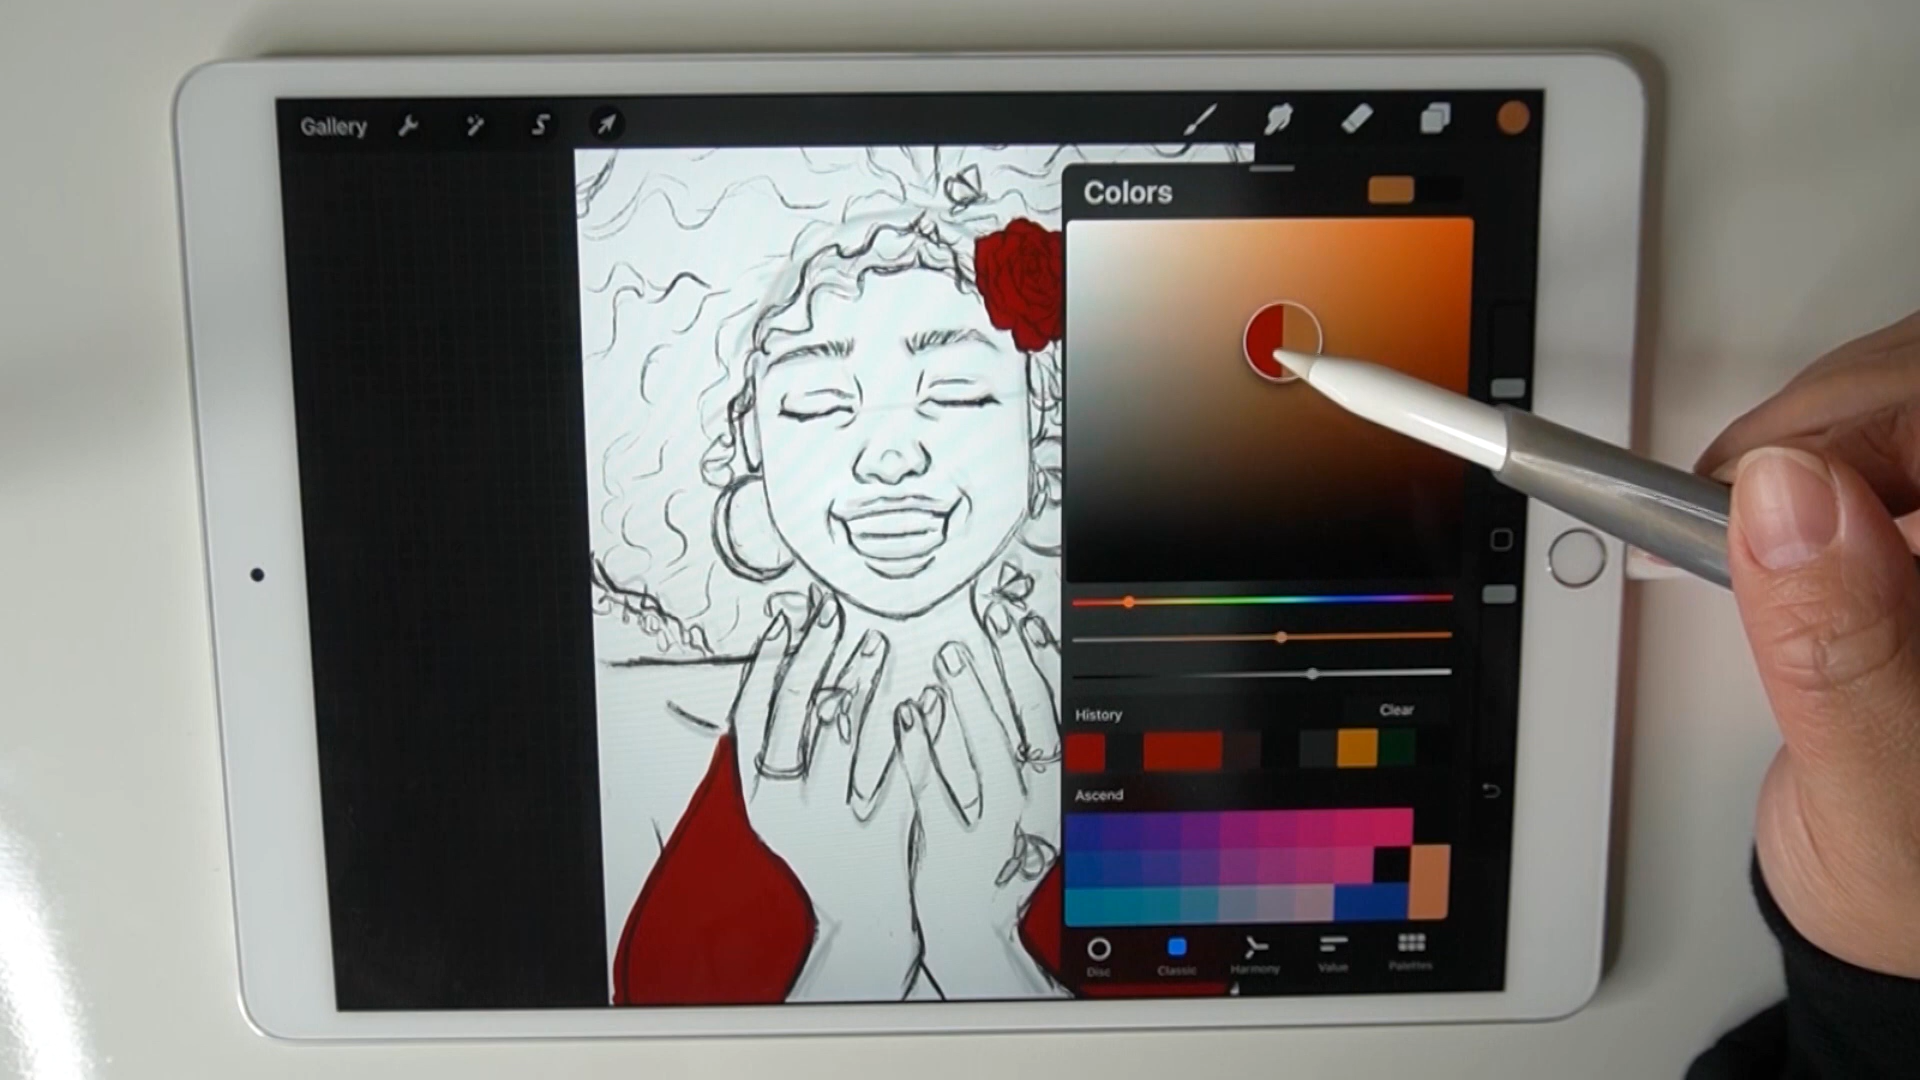 Gallery
Colors
History Clear
Ascend
Disc Classic Harmony Value Palettes